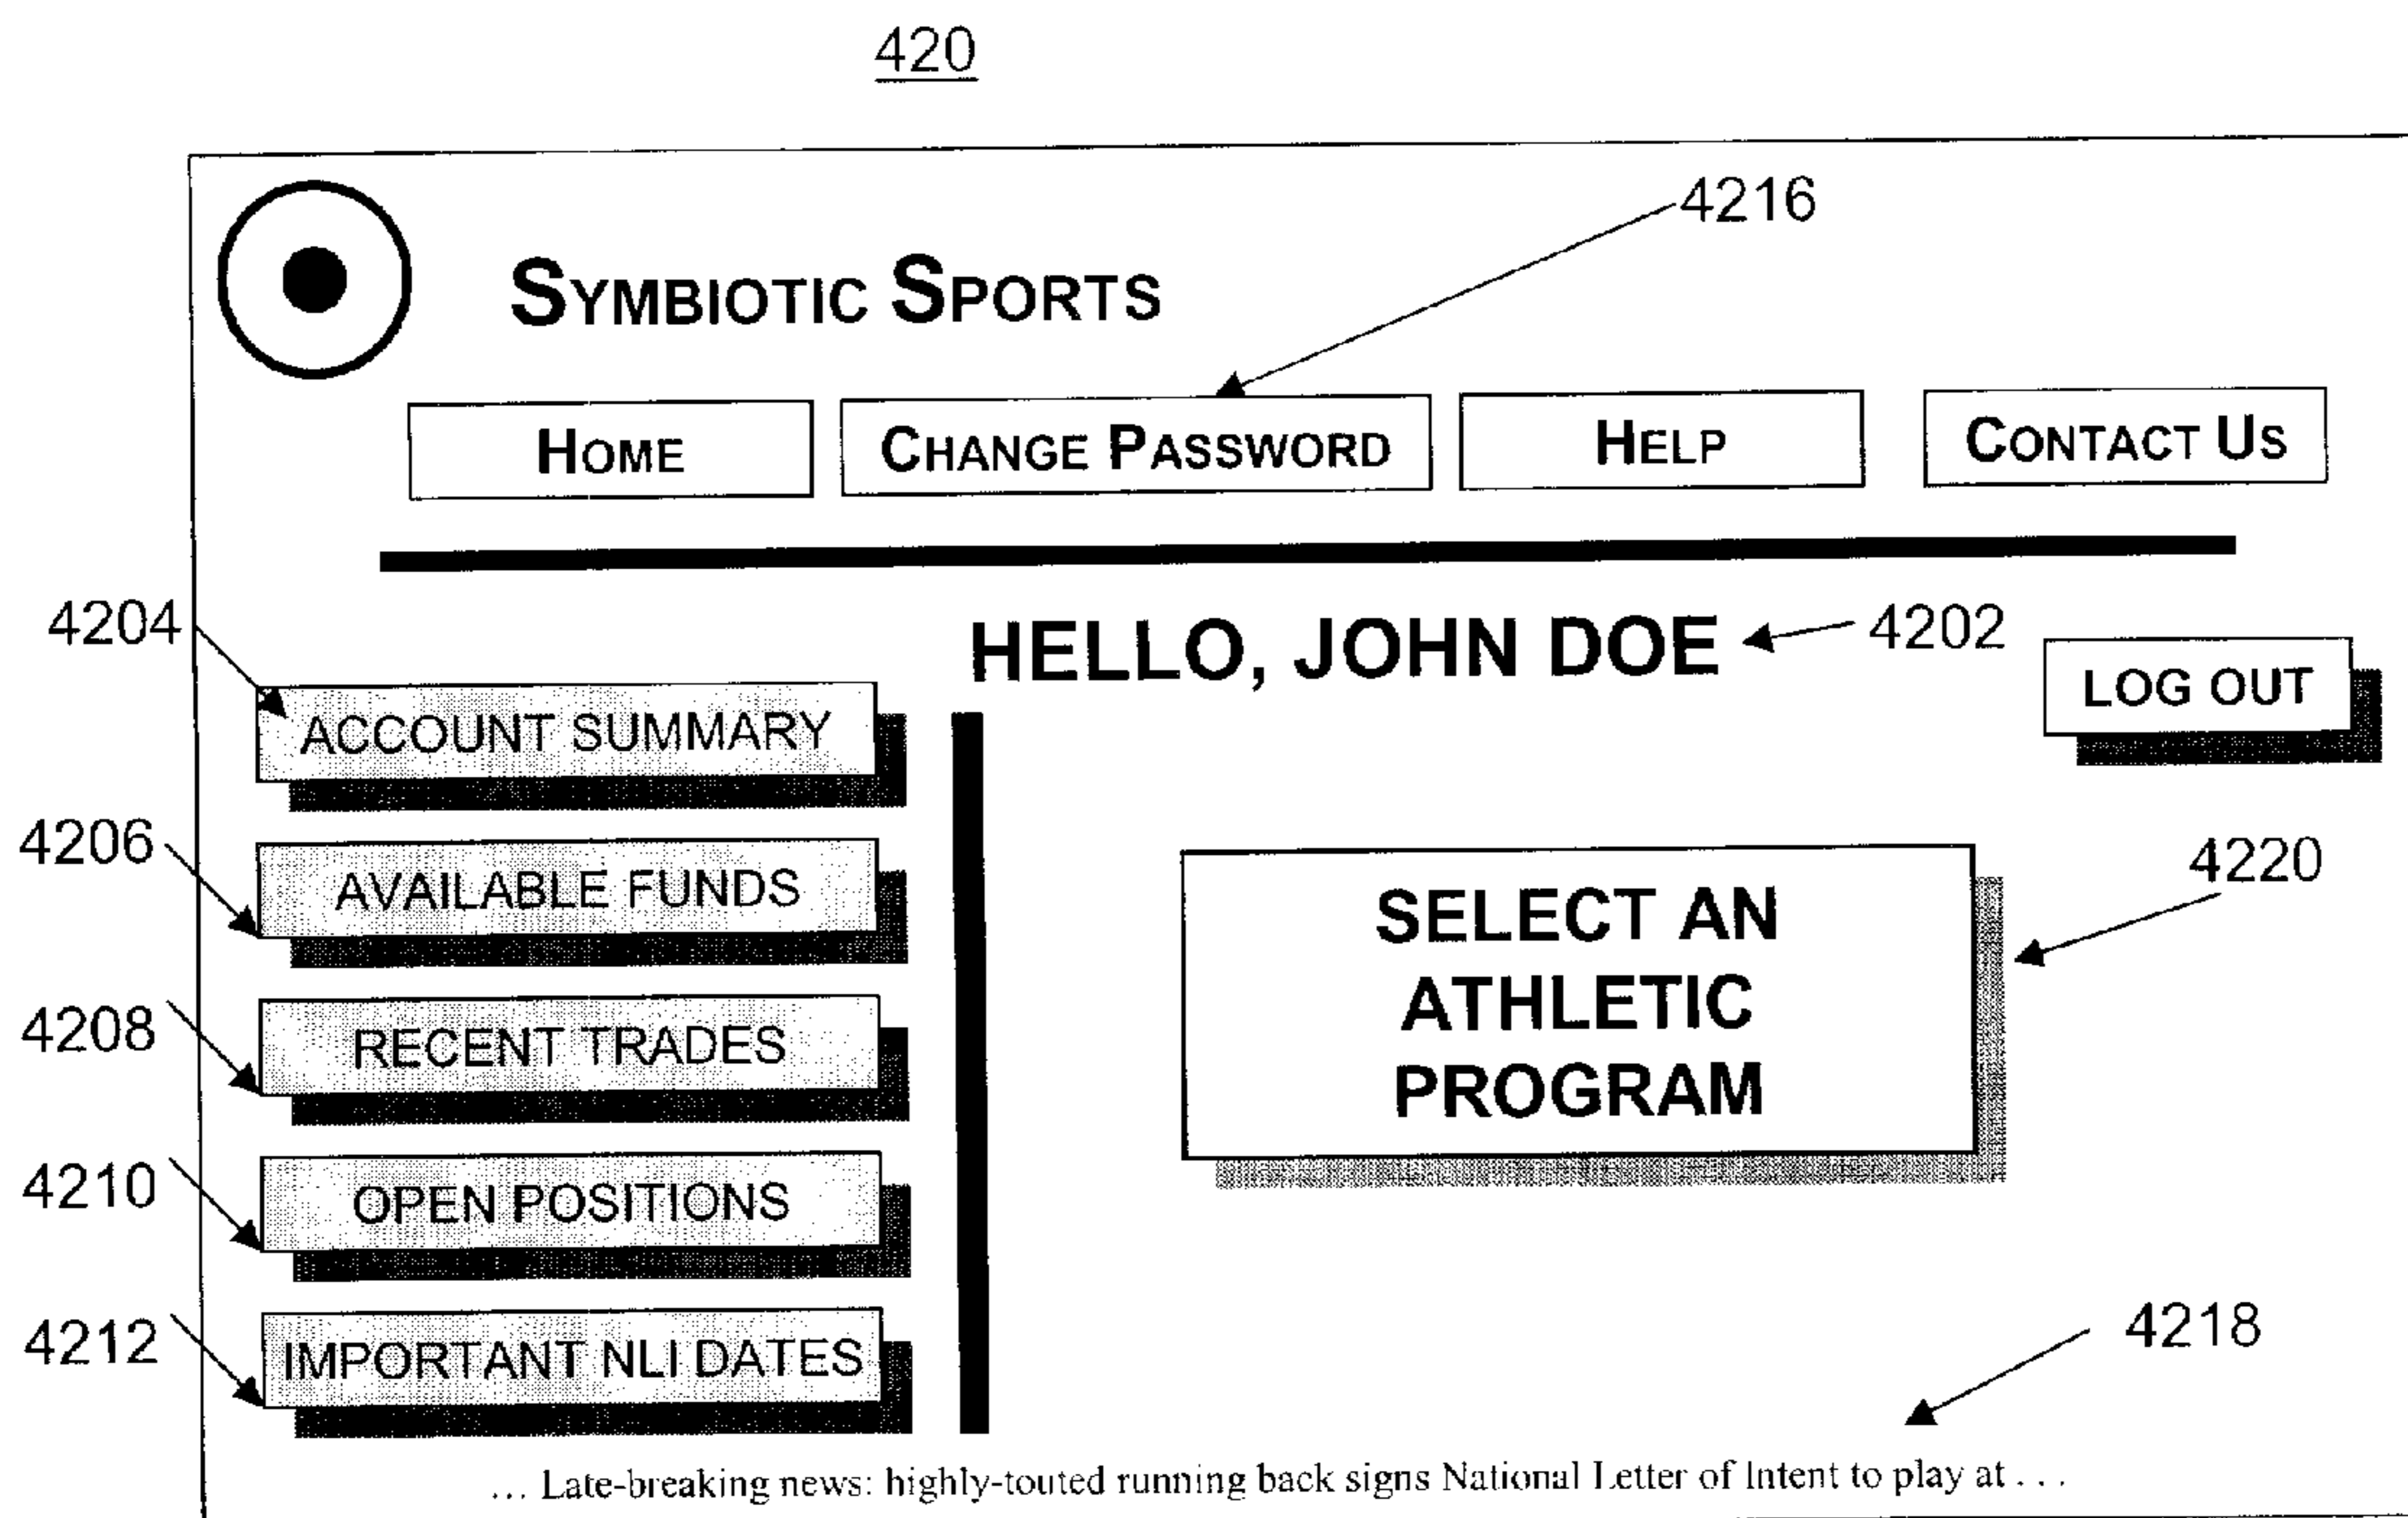 420
4216
SYMBIOTIC SPORTS
HOME
CHANGE PASSWORD
HELP
CONTACT US
4204
HELLO, JOHN DOE
4202
LOG OUT
ACCOUNT SUMMARY
4206
AVAILABLE FUNDS
SELECT AN
ATHLETIC
PROGRAM
4220
4208
RECENT TRADES
4210
OPEN POSITIONS
4212
IMPORTANT NLI DATES
4218
... Late-breaking news: highly-touted running back signs National Letter of Intent to play at . . .